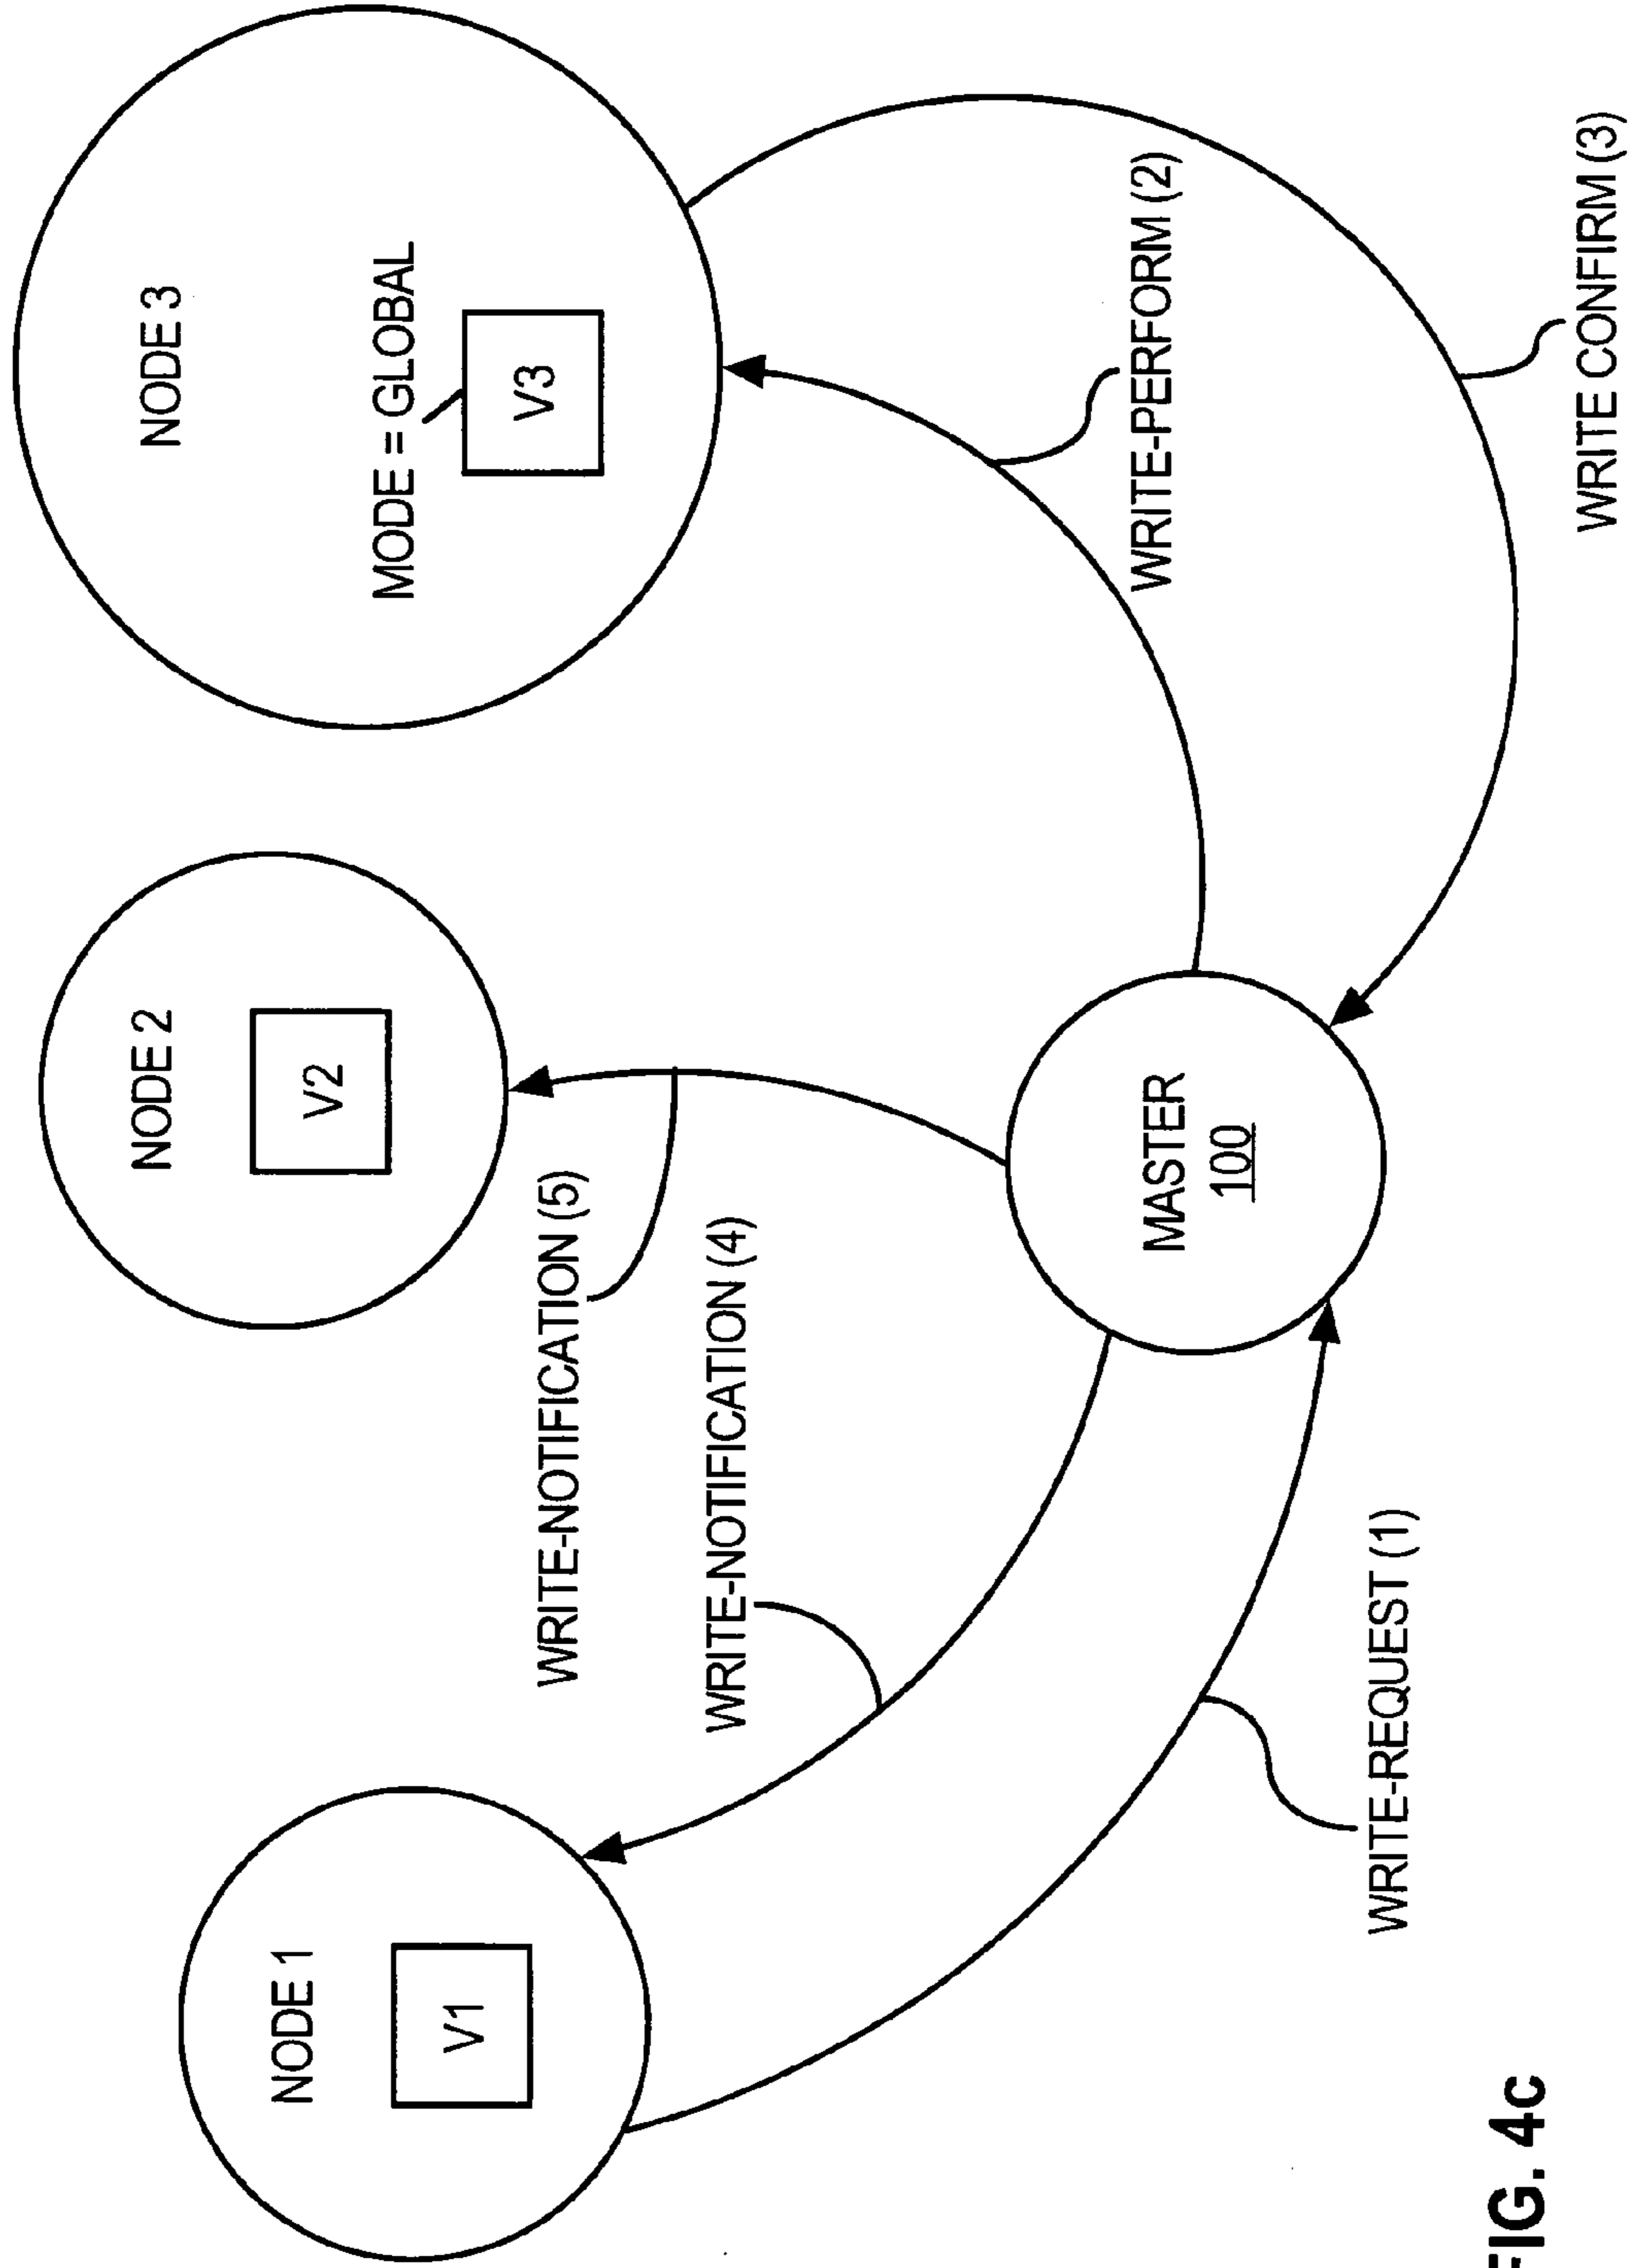 NODE 1
V1
NODE 2
V2
NODE 3
MODE = GLOBAL
V3
WRITE-NOTIFICATION (5)
WRITE-NOTIFICATION (4)
MASTER
100
WRITE-PERFORM (2)
WRITE-REQUEST (1)
WRITE CONFIRM (3)
FIG. 4c